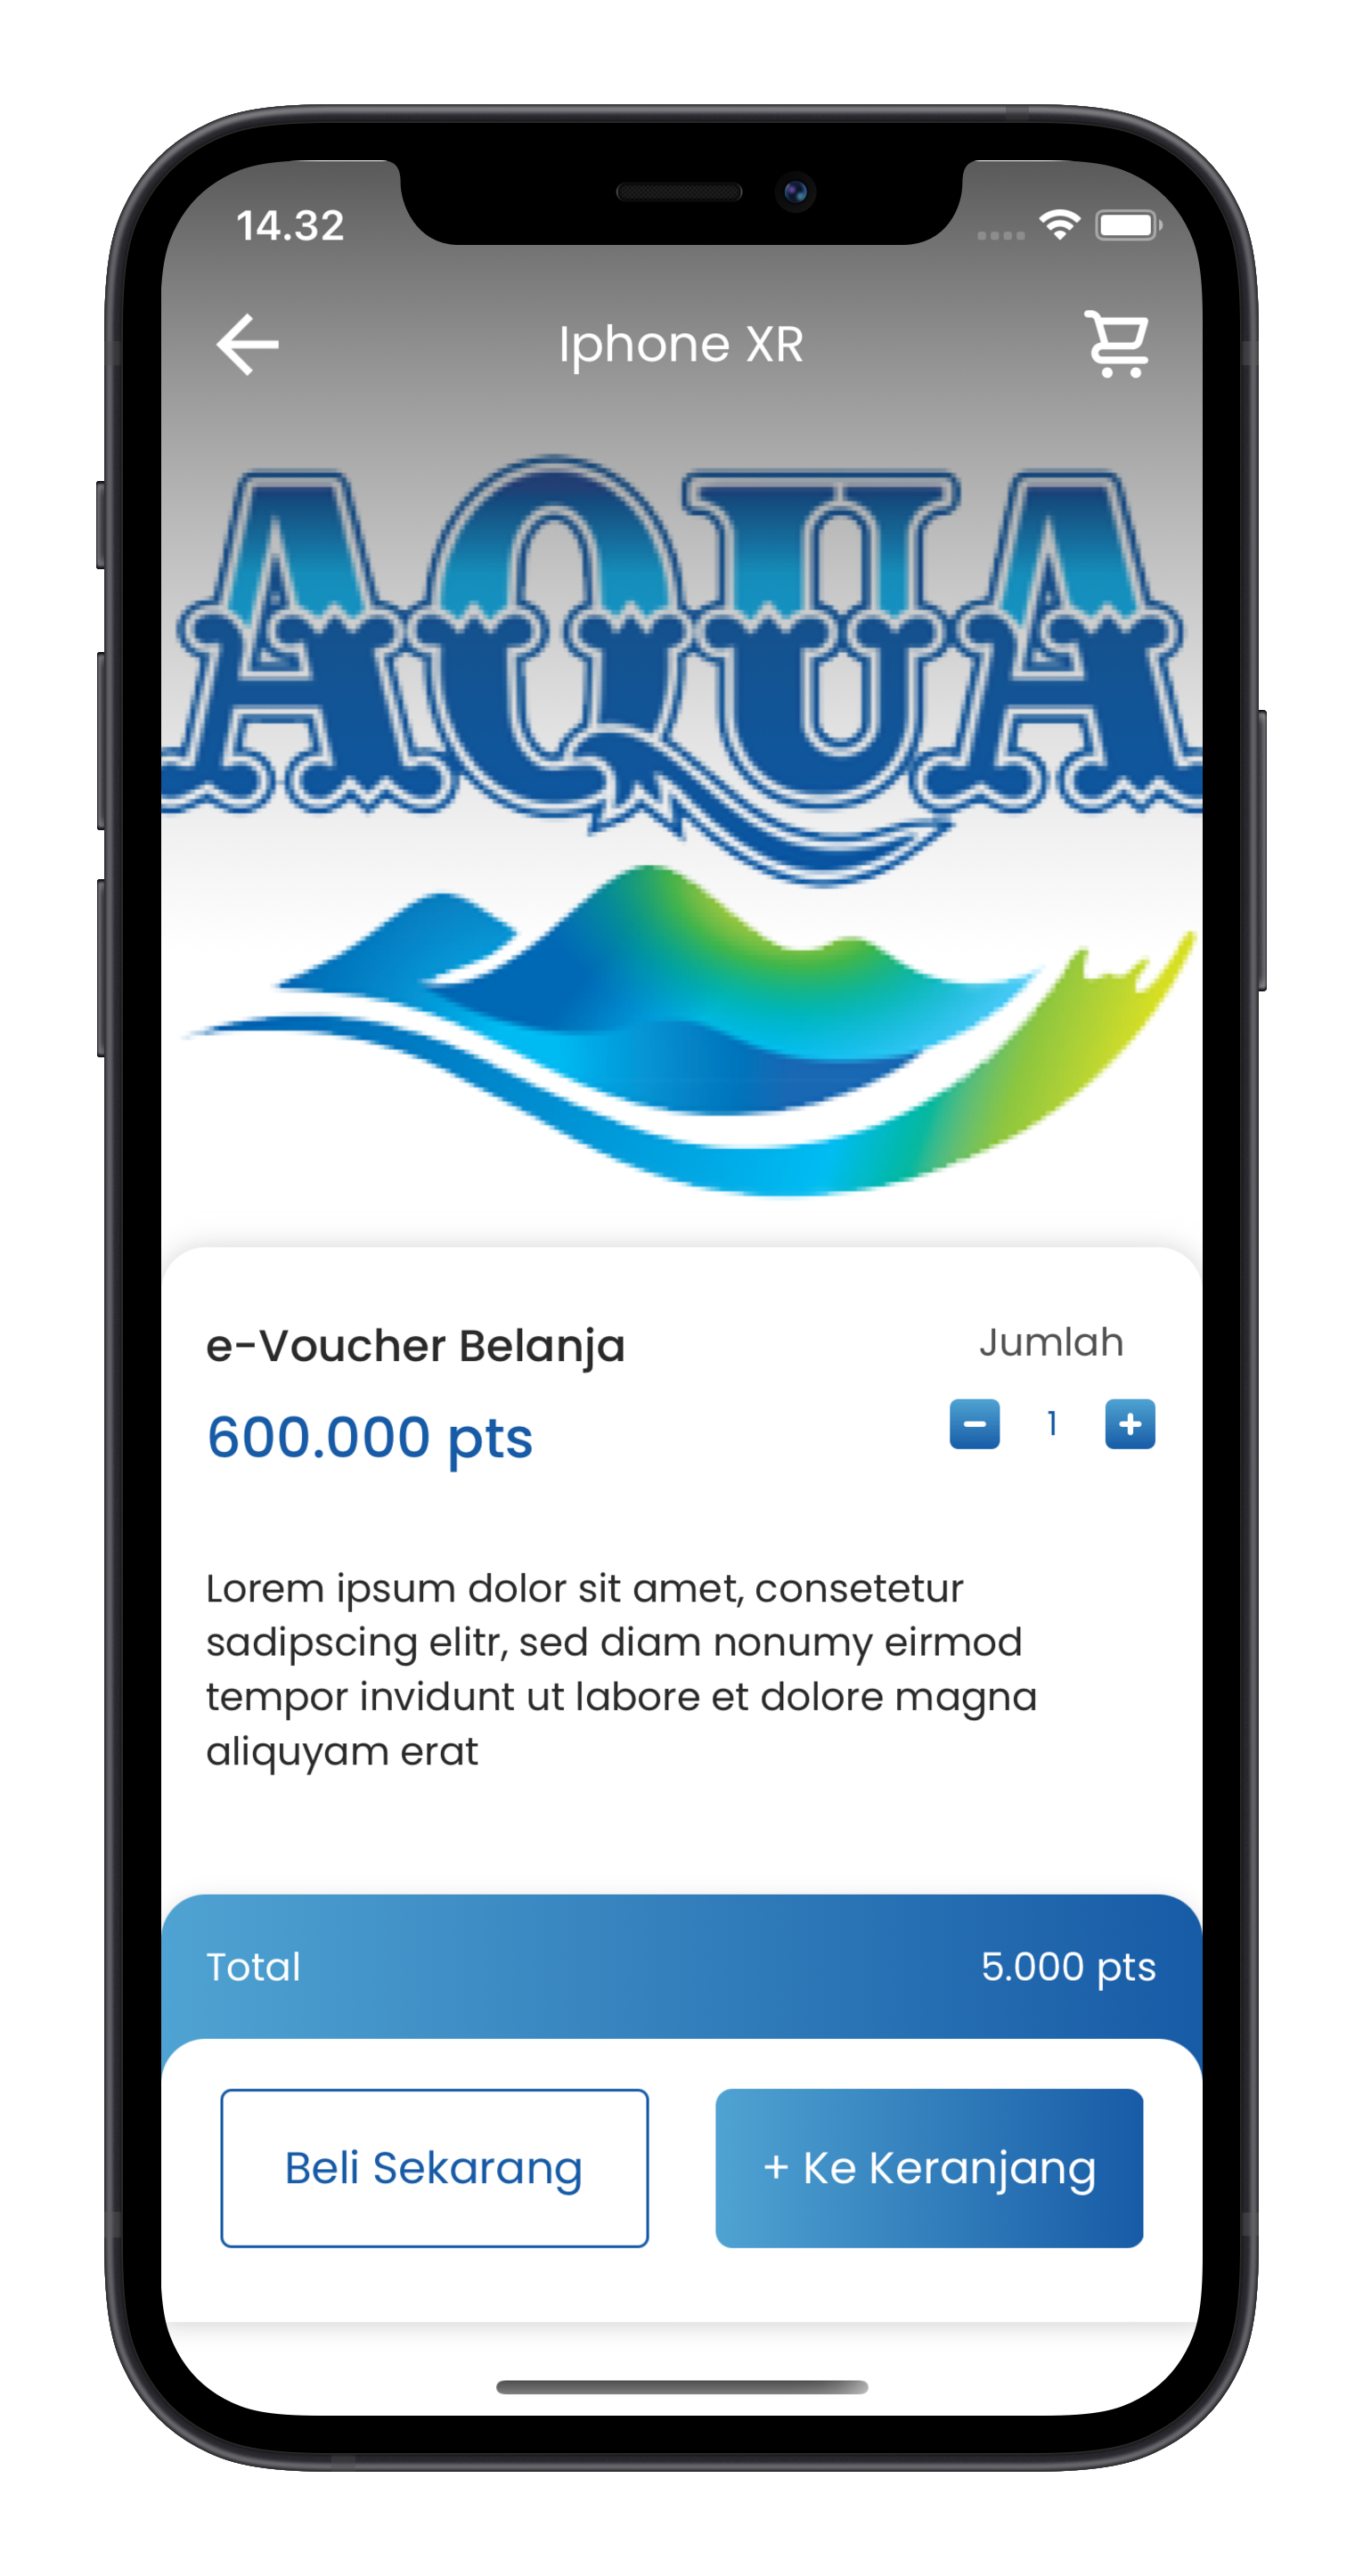 14.32
Iphone XR
AQUA
e-Voucher Belanja
Jumlah
600.000 pts
1
Lorem ipsum dolor sit amet, consetetur
sadipscing elitr, sed diam nonumy eirmod
tempor invidunt ut labore et dolore magna
aliquyam erat
Total
5.000 pts
Beli Sekarang
+ Ke Keranjang